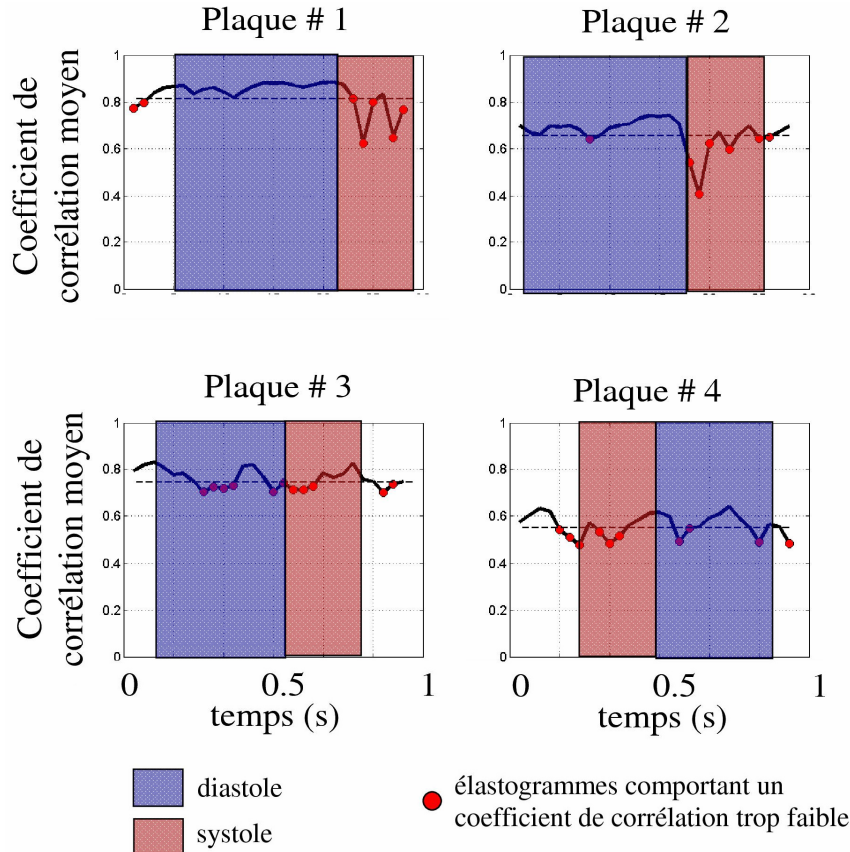 Plaque # 1
Plaque # 2
Coefficient de
corrélation moyen
1
0.8
0.6
0.4
0.2
0
1
0.8
0.6
0.4
0.2
0
Plaque # 3
Plaque # 4
Coefficient de
corrélation moyen
1
0.8
0.6
0.4
0.2
0
1
0.8
0.6
0.4
0.2
0
0 0.5 1
temps (s)
0 0.5 1
temps (s)
diastole
systole
élastogrammes comportant un
coefficient de corrélation trop faible